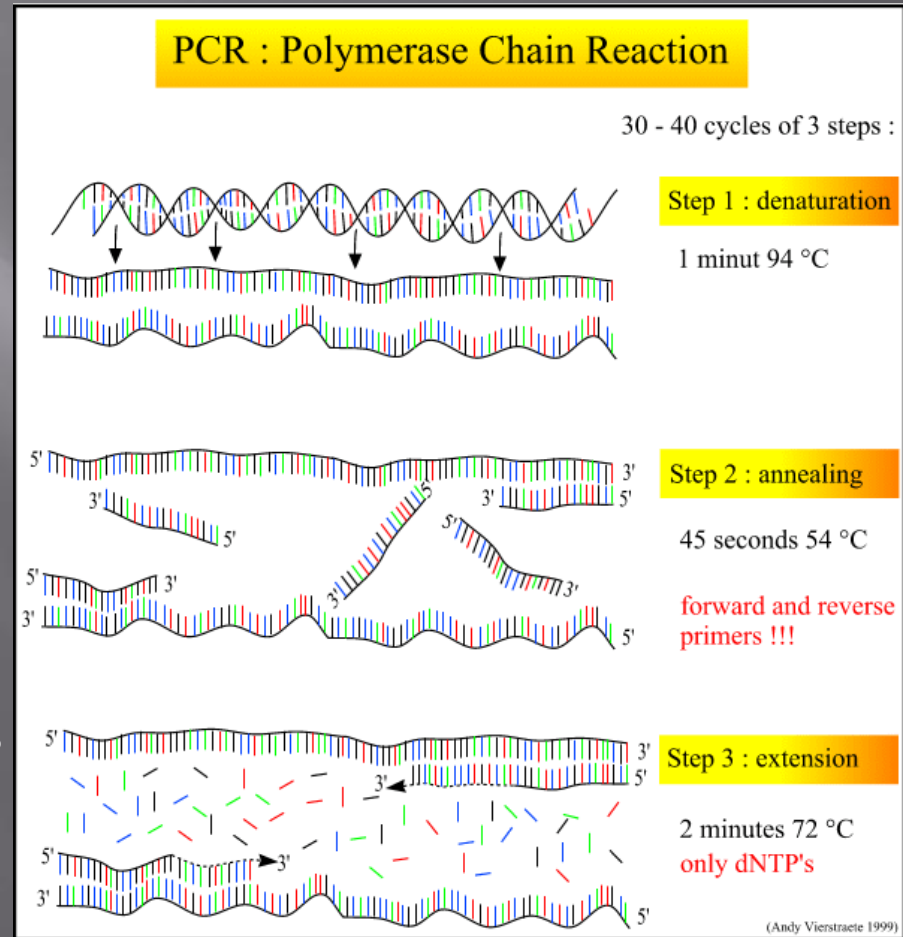 PCR : Polymerase Chain Reaction
30 - 40 cycles of 3 steps :
Step 1 : denaturation
1 minut 94 °C
5'
3'
Step 2 : annealing
3'
5'
3'
5'
45 seconds 54 °C
5'
5'
3'
3'
forward and reverse
primers !!!
3'
3'
5'
5'
3'
Step 3 : extension
3'
5'
2 minutes 72 °C
only dNTP's
5'
3'
3'
5'
(Andy Vierstraete 1999)